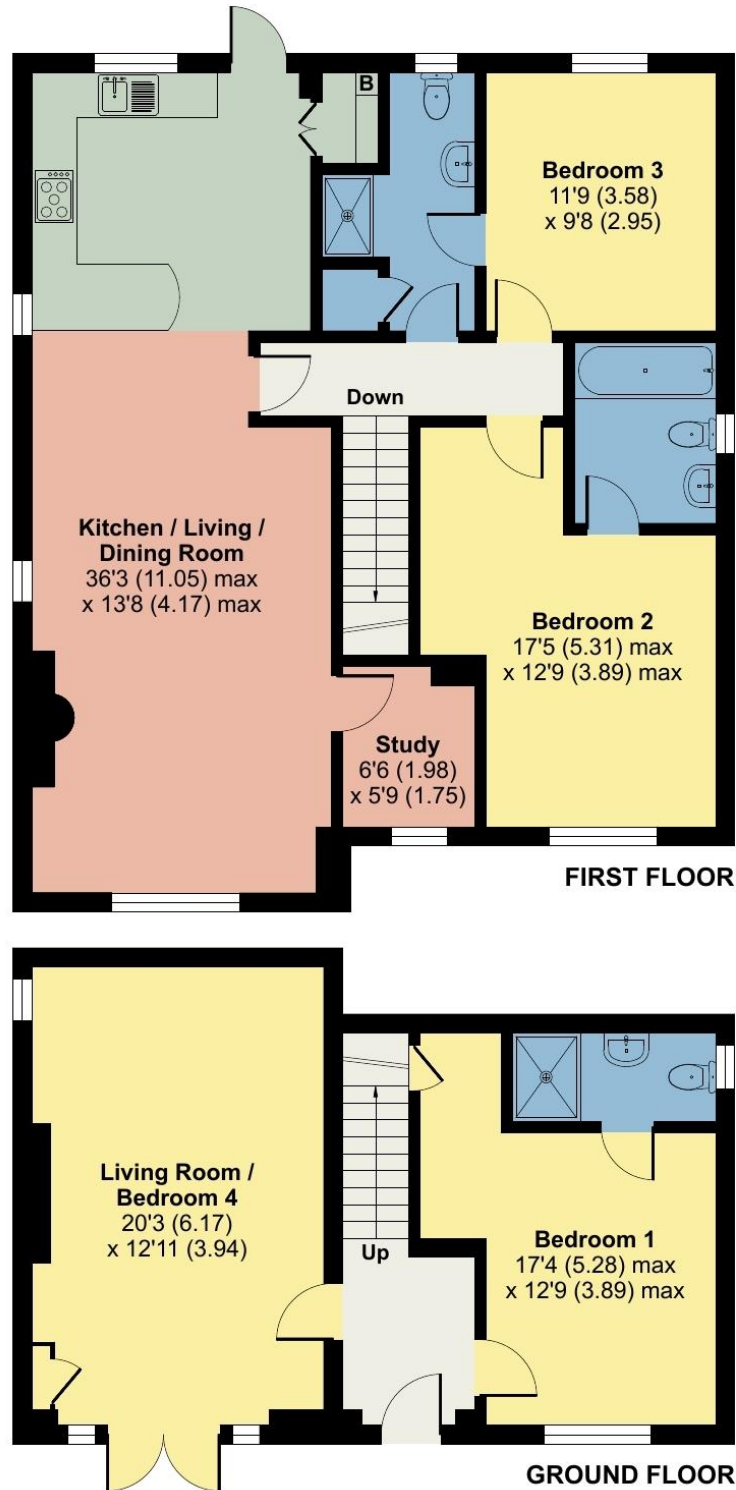 B
Bedroom 3
11'9 (3.58)
x 9'8 (2.95)
Down
Kitchen / Living /
Dining Room
36'3 (11.05) max
x 13'8 (4.17) max
Bedroom 2
17'5 (5.31) max
x 12'9 (3.89) max
Study
6'6 (1.98)
x 5'9 (1.75)
FIRST FLOOR
Living Room /
Bedroom 4
20'3 (6.17)
x 12'11 (3.94)
Up
Bedroom 1
17'4 (5.28) max
x 12'9 (3.89) max
GROUND FLOOR